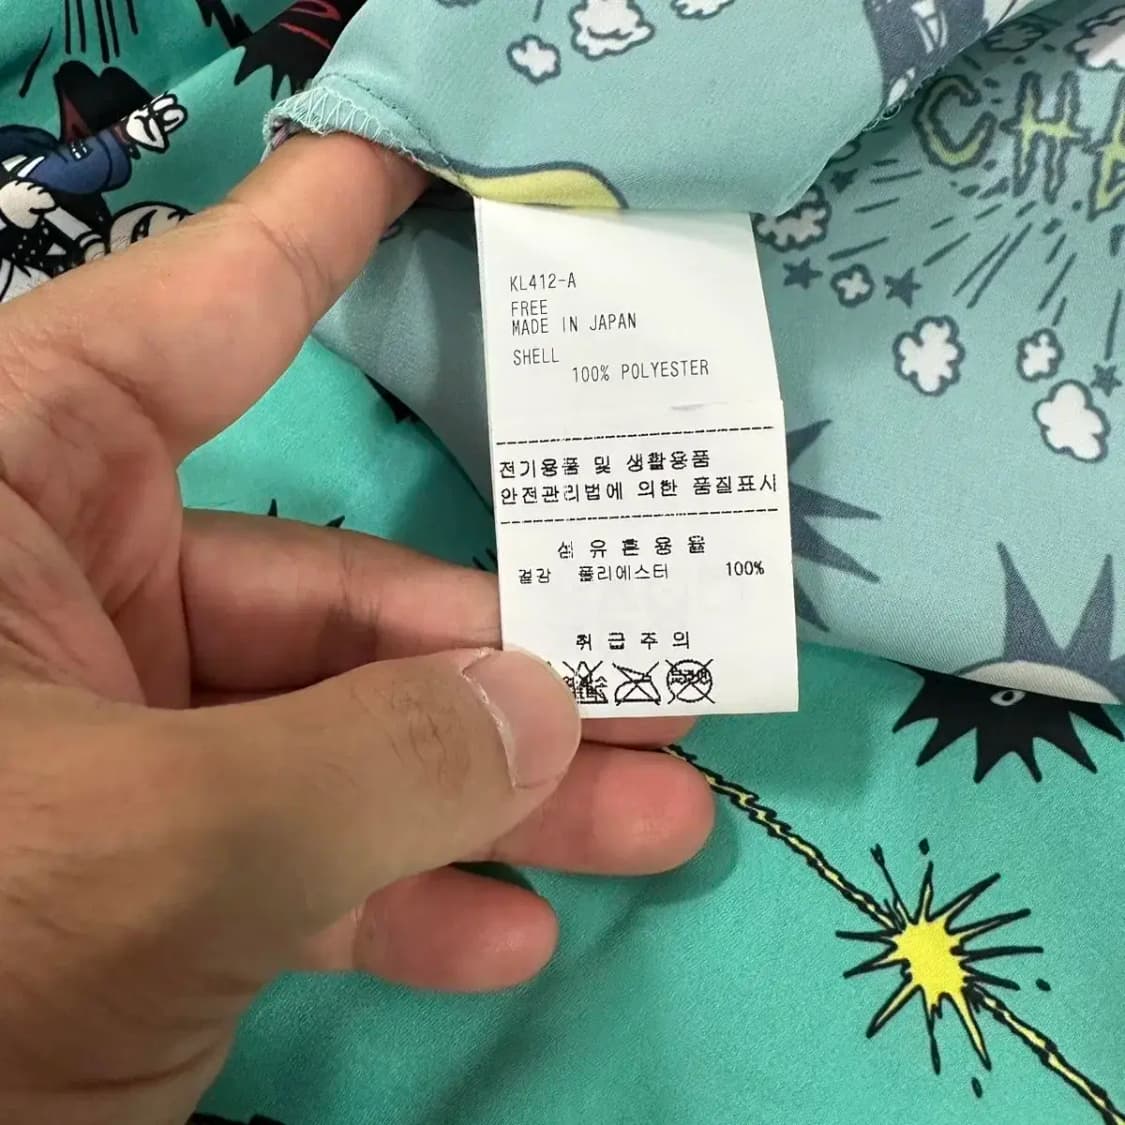 KL412-A
FREE
MADE IN JAPAN
SHELL
100% POLYESTER
전기용품 및 생활용품
안전관리법에 의한 품질표시
섬유혼용율
겉감 폴리에스터 100%
취급주의